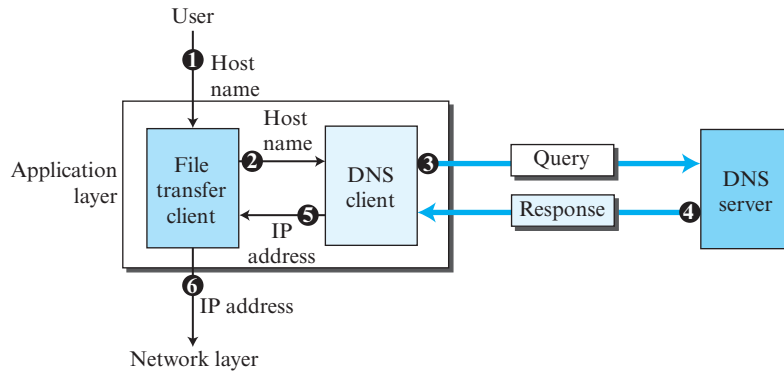 User
1
Host
name
Host
name
2
3
Query
Application
layer
File
transfer
client
DNS
client
DNS
server
5
Response
4
IP
address
6
IP address
Network layer